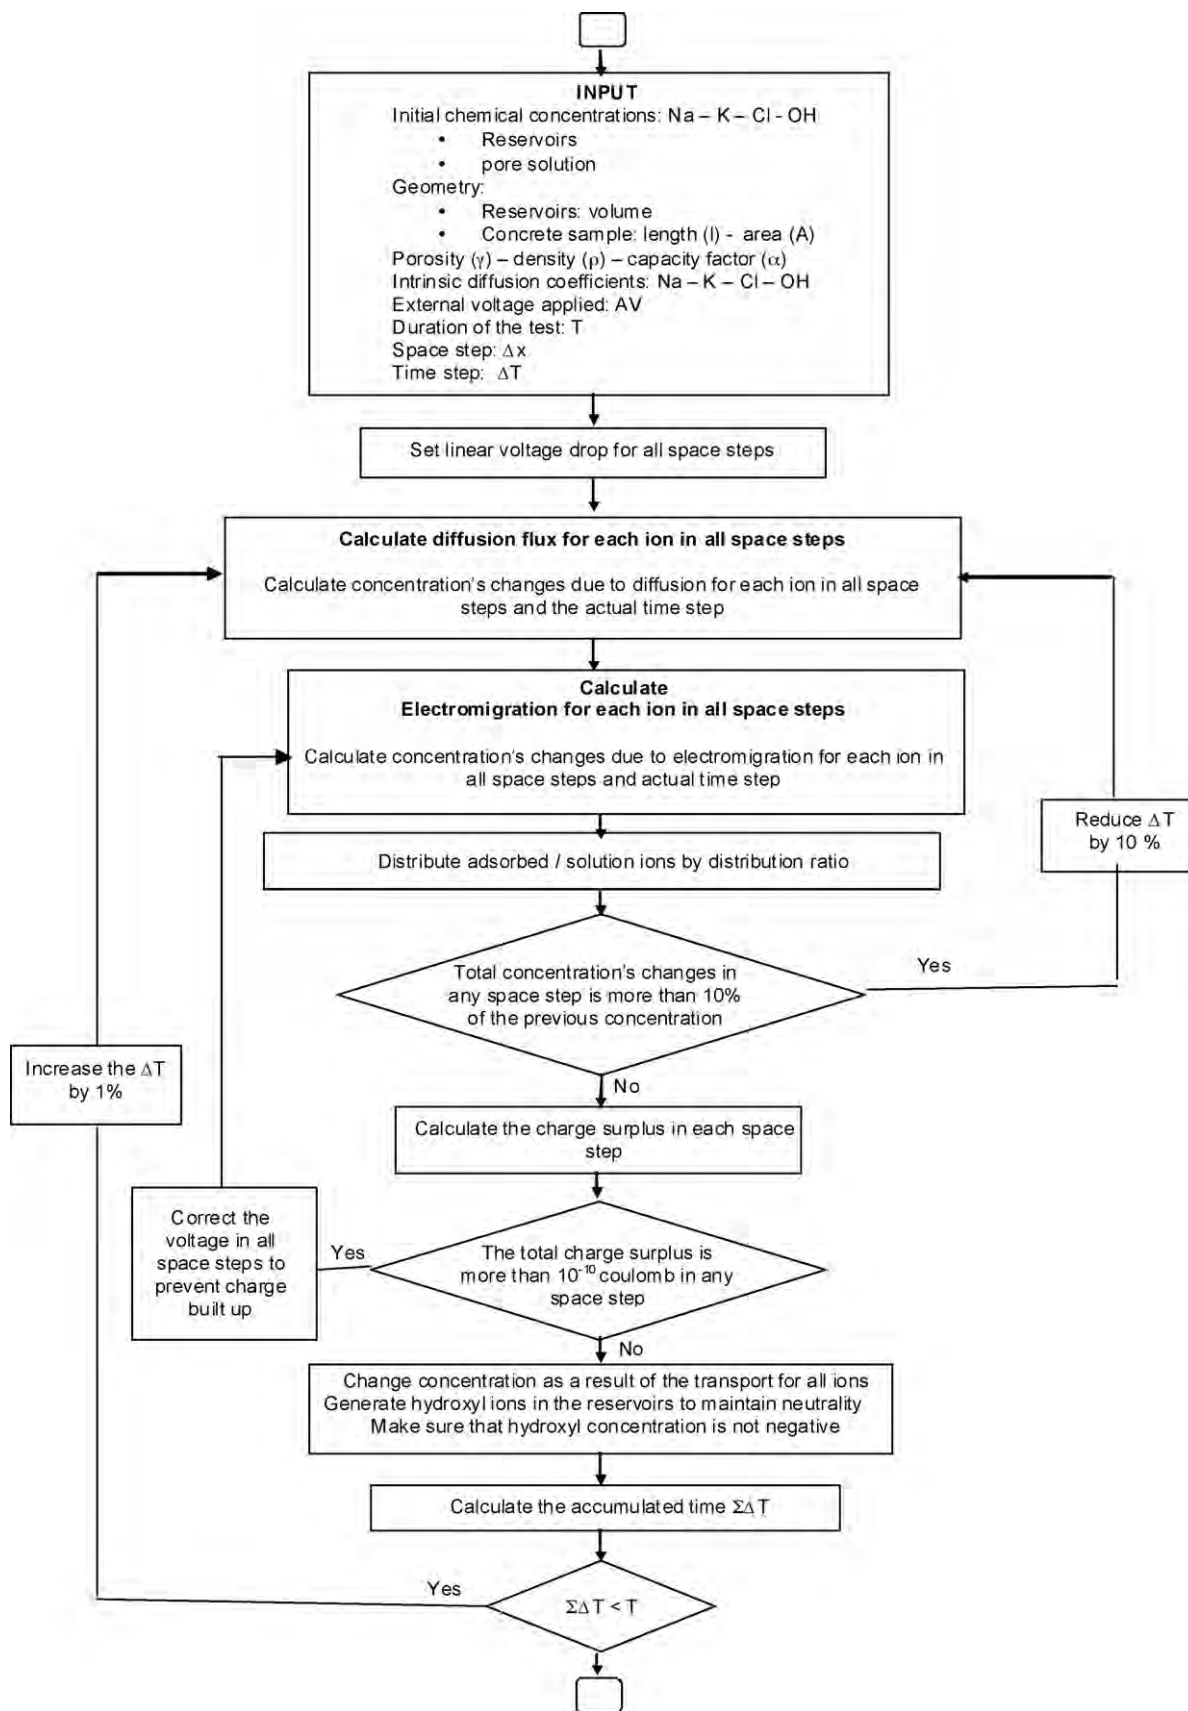 INPUT
Initial chemical concentrations: Na – K – Cl - OH
• Reservoirs
• pore solution
Geometry:
• Reservoirs: volume
• Concrete sample: length (l) - area (A)
Porosity (γ) – density (ρ) – capacity factor (α)
Intrinsic diffusion coefficients: Na – K – Cl – OH
External voltage applied: AV
Duration of the test: T
Space step: Δx
Time step: ΔT
Set linear voltage drop for all space steps
Calculate diffusion flux for each ion in all space steps
Calculate concentration's changes due to diffusion for each ion in all space
steps and the actual time step
Calculate
Electromigration for each ion in all space steps
Calculate concentration's changes due to electromigration for each ion in
all space steps and actual time step
Reduce ΔT
by 10 %
Distribute adsorbed / solution ions by distribution ratio
Total concentration's changes in
any space step is more than 10%
of the previous concentration
Yes
Increase the ΔT
by 1%
No
Calculate the charge surplus in each space
step
Correct the
voltage in all
space steps to
prevent charge
built up
Yes
The total charge surplus is
more than 10⁻¹⁰ coulomb in any
space step
No
Change concentration as a result of the transport for all ions
Generate hydroxyl ions in the reservoirs to maintain neutrality
Make sure that hydroxyl concentration is not negative
Calculate the accumulated time ΣΔT
Yes
ΣΔT < T